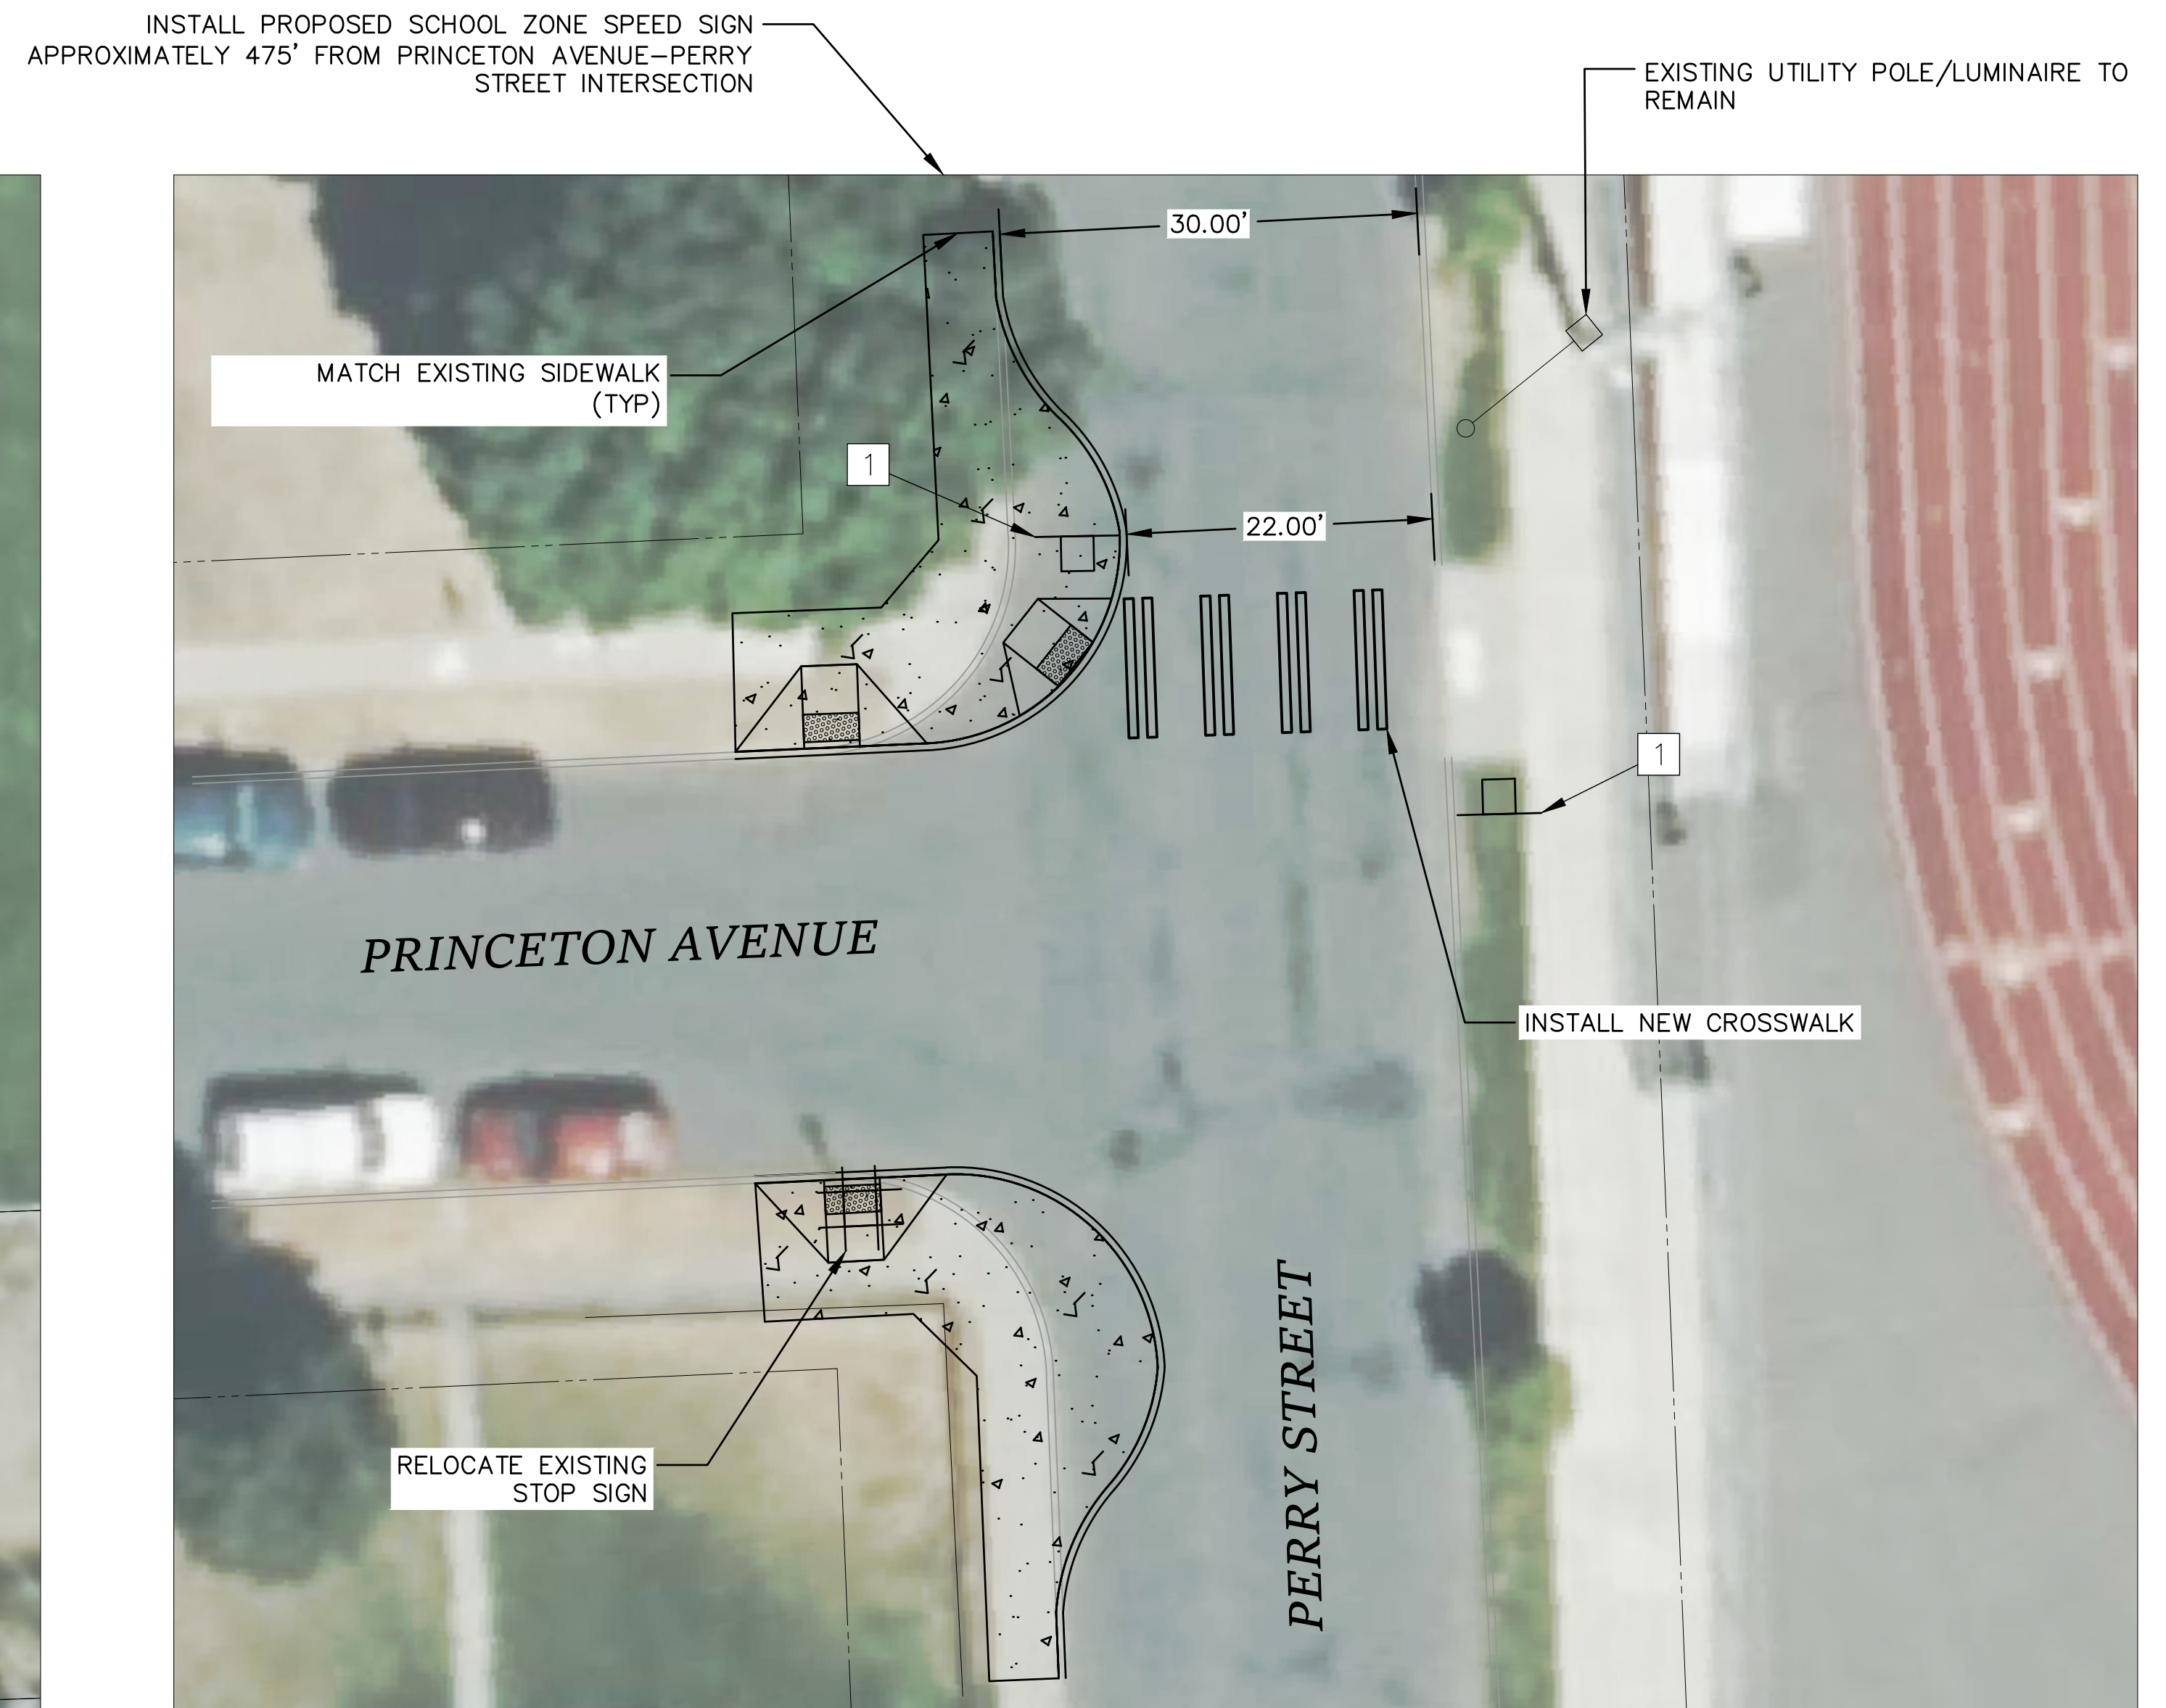 INSTALL PROPOSED SCHOOL ZONE SPEED SIGN
APPROXIMATELY 475' FROM PRINCETON AVENUE-PERRY
STREET INTERSECTION
EXISTING UTILITY POLE/LUMINAIRE TO
REMAIN
30.00'
MATCH EXISTING SIDEWALK
(TYP)
1
22.00'
1
PRINCETON AVENUE
INSTALL NEW CROSSWALK
RELOCATE EXISTING
STOP SIGN
PERRY STREET